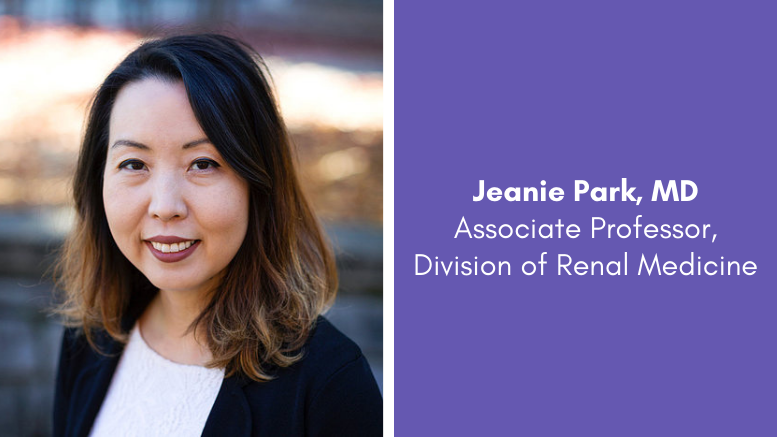 Jeanie Park, MD
Associate Professor,
Division of Renal Medicine